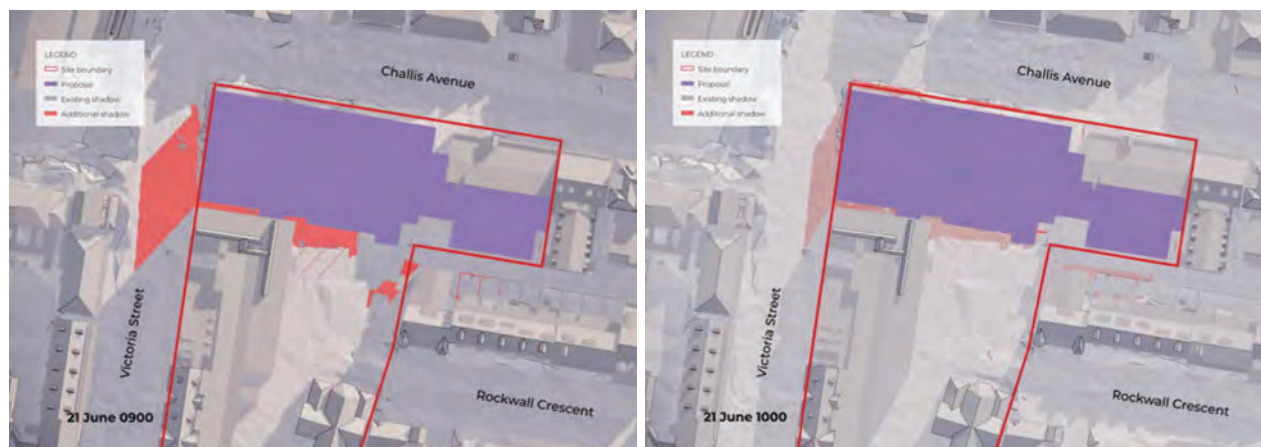 LEGEND
Site boundary
Proposal
Existing shadow
Additional shadow
Challis Avenue
Victoria Street
Rockwall Crescent
21 June 0900
LEGEND
Site boundary
Proposal
Existing shadow
Additional shadow
Challis Avenue
Victoria Street
Rockwall Crescent
21 June 1000